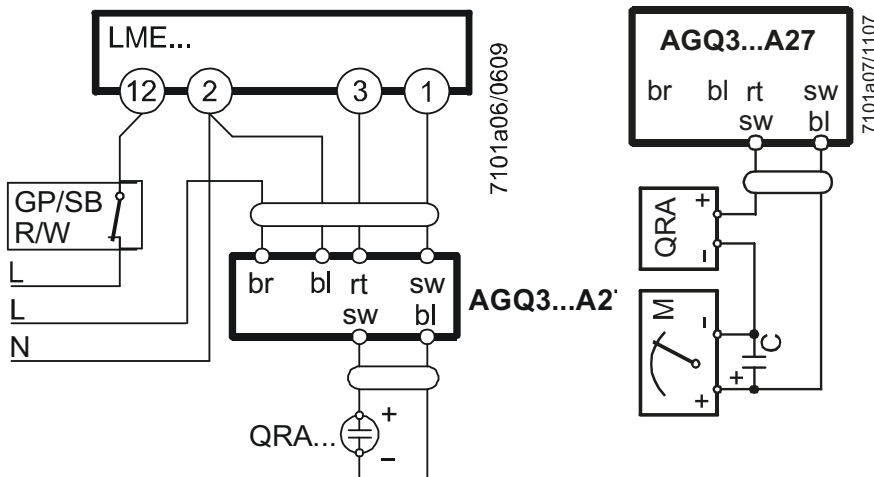 LME...
12 2 3 1
7101a06/0609
GP/SB
R/W
L
L
N
br bl rt sw
sw bl
AGQ3...A2
QRA...
+
–
AGQ3...A27
br bl rt sw
sw bl
7101a07/1107
QRA
+
-
M
-
+
C
+